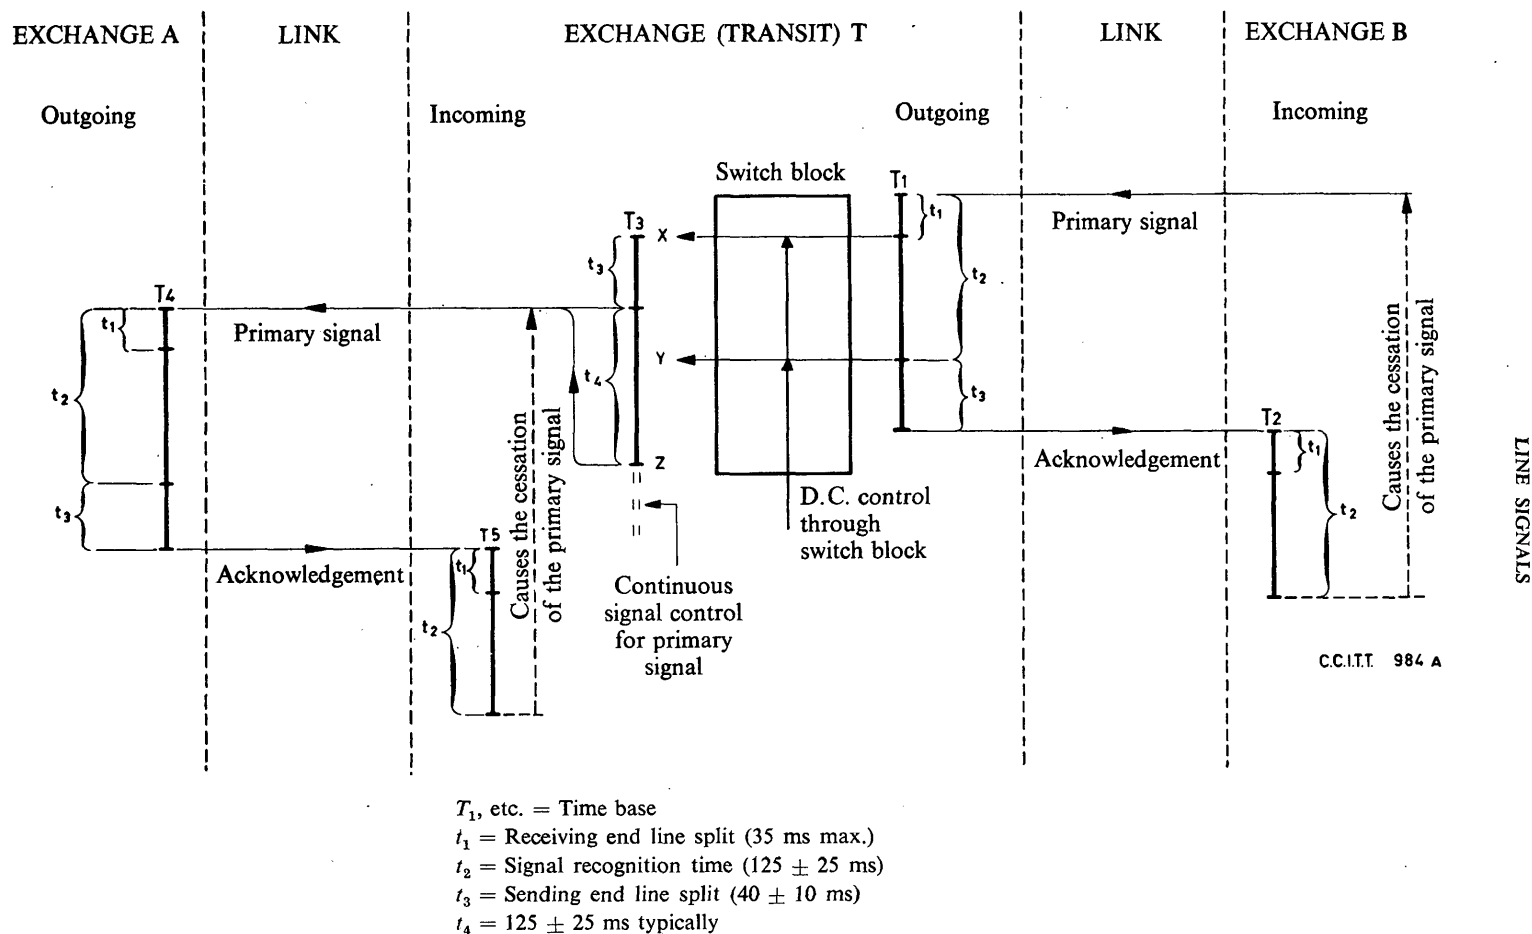 EXCHANGE A
LINK
EXCHANGE (TRANSIT) T
LINK
EXCHANGE B
Outgoing
Incoming
Outgoing
Incoming
Switch block
T1
t1
Primary signal
T3
X
t3
t2
T4
t1
Primary signal
Y
t4
t3
t2
Causes the cessation
of the primary signal
T2
t1
Acknowledgement
Z
t2
Causes the cessation
of the primary signal
D.C. control
through
switch block
t3
T5
t1
Acknowledgement
t2
Continuous
signal control
for primary
signal
LINE SIGNALS
C.C.I.T.T. 984 A
T1, etc. = Time base
t1 = Receiving end line split (35 ms max.)
t2 = Signal recognition time (125 ± 25 ms)
t3 = Sending end line split (40 ± 10 ms)
t4 = 125 ± 25 ms typically